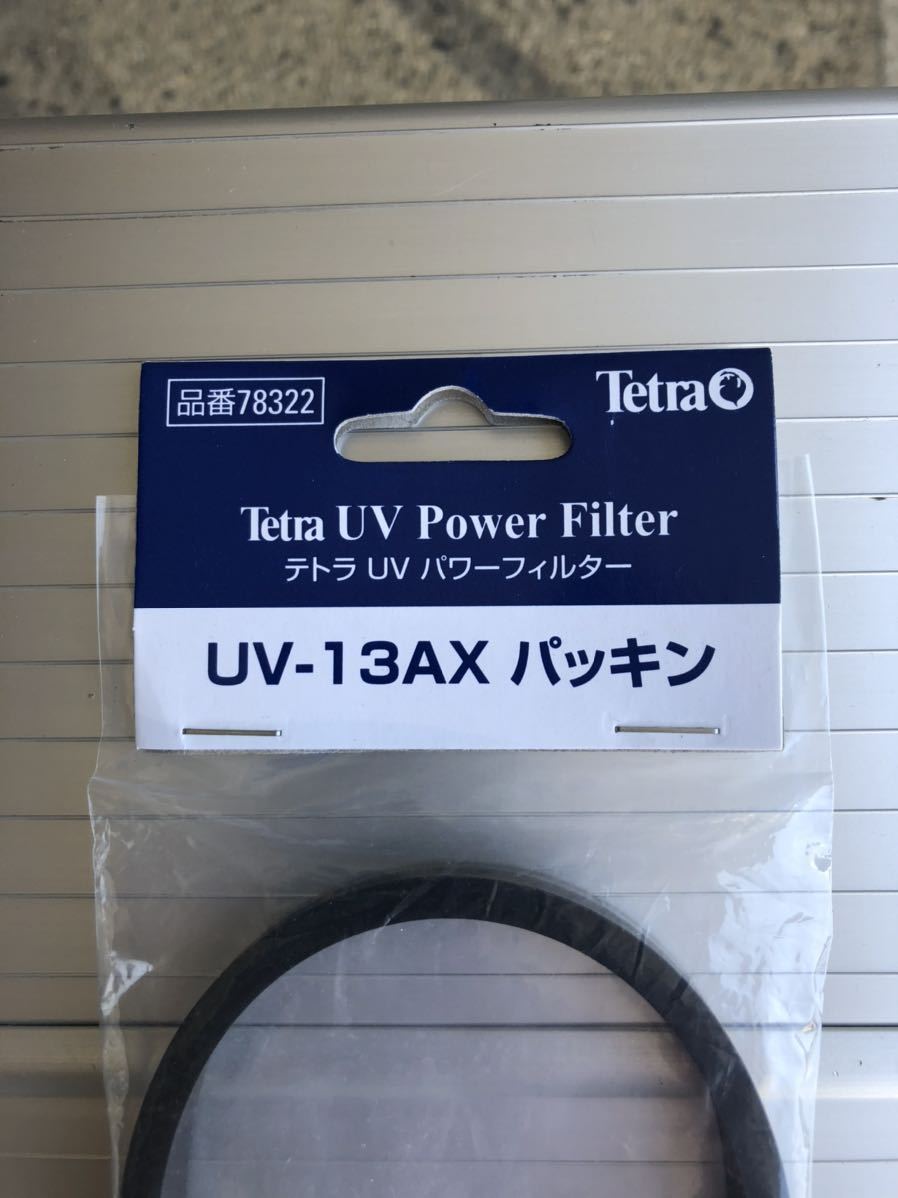 品番78322
Tetra
Tetra UV Power Filter
テトラ UV パワーフィルター
UV-13AX パッキン